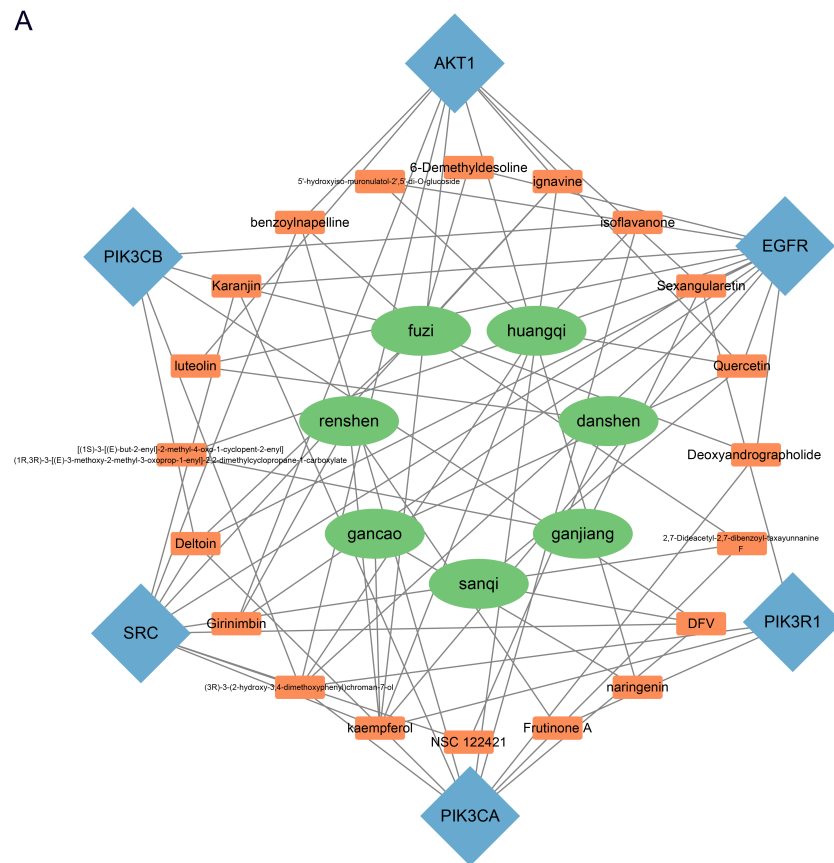 A
AKT1
6-Demethyldesoline
5'-hydroxyiso-muronulatol-2',5'-di-O-glucoside
ignavine
benzoylnapelline
isoflavanone
PIK3CB
EGFR
Karanjin
Sexangularetin
fuzi
huangqi
luteolin
Quercetin
renshen
danshen
[(1S)-3-[(E)-but-2-enyl]-2-methyl-4-oxo-1-cyclopent-2-enyl]
(1R,3R)-3-[(E)-3-methoxy-2-methyl-3-oxoprop-1-enyl]-2,2-dimethylcyclopropane-1-carboxylate
Deoxyandrographolide
gancao
ganjiang
2,7-Dideacetyl-2,7-dibenzoyl-taxayunnanine
F
Deltoin
sanqi
Girinimbin
DFV
PIK3R1
SRC
(3R)-3-(2-hydroxy-3,4-dimethoxyphenyl)chroman-7-ol
naringenin
kaempferol
Frutinone A
NSC 122421
PIK3CA